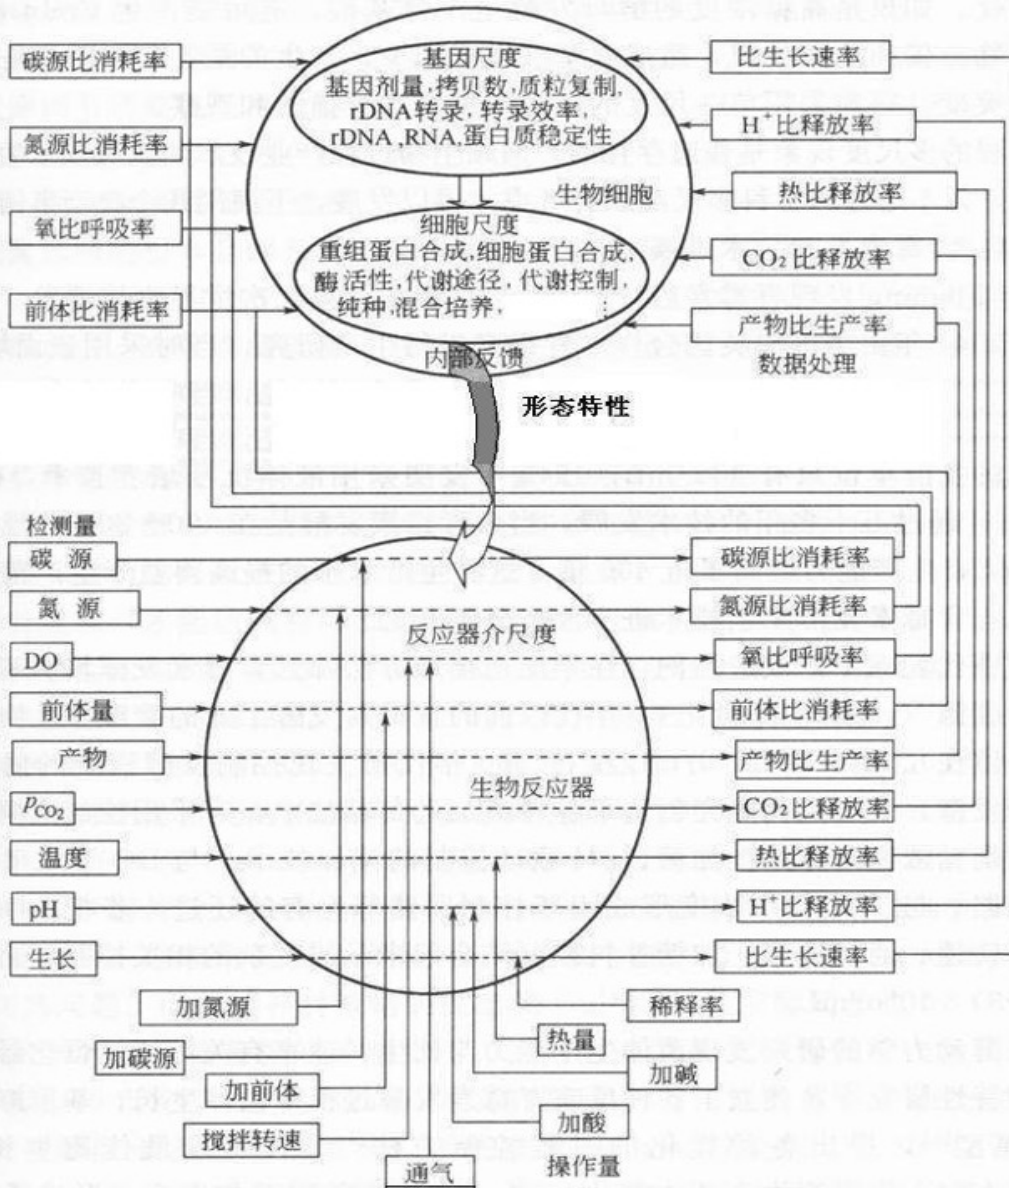 碳源比消耗率
氮源比消耗率
氧比呼吸率
前体比消耗率
基因尺度
基因剂量,拷贝数,质粒复制,
rDNA转录,转录效率,
rDNA、RNA、蛋白质稳定性
生物细胞
细胞尺度
重组蛋白合成,细胞蛋白合成,
酶活性,代谢途径,代谢控制,
纯种,混合培养,
内部反馈
比生长速率
H⁺比释放率
热比释放率
CO₂比释放率
产物比生产率
数据处理
形态特性
检测量
碳 源
氮 源
DO
前体量
产物
PCO₂
温度
pH
生长
反应器介尺度
生物反应器
碳源比消耗率
氮源比消耗率
氧比呼吸率
前体比消耗率
产物比生产率
CO₂比释放率
热比释放率
H⁺比释放率
比生长速率
加氮源
加碳源
加前体
搅拌转速
通气
稀释率
热量
加碱
加酸
操作量